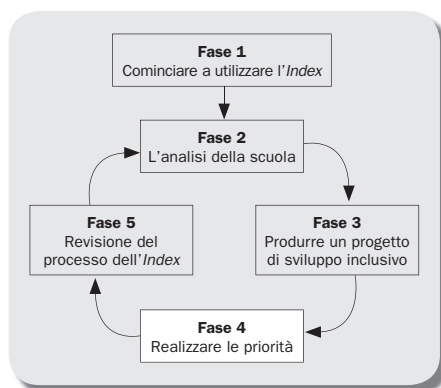 Fase 1
Cominciare a utilizzare l'Index
Fase 2
L'analisi della scuola
Fase 5
Revisione del
processo dell'Index
Fase 3
Produrre un progetto
di sviluppo inclusivo
Fase 4
Realizzare le priorità